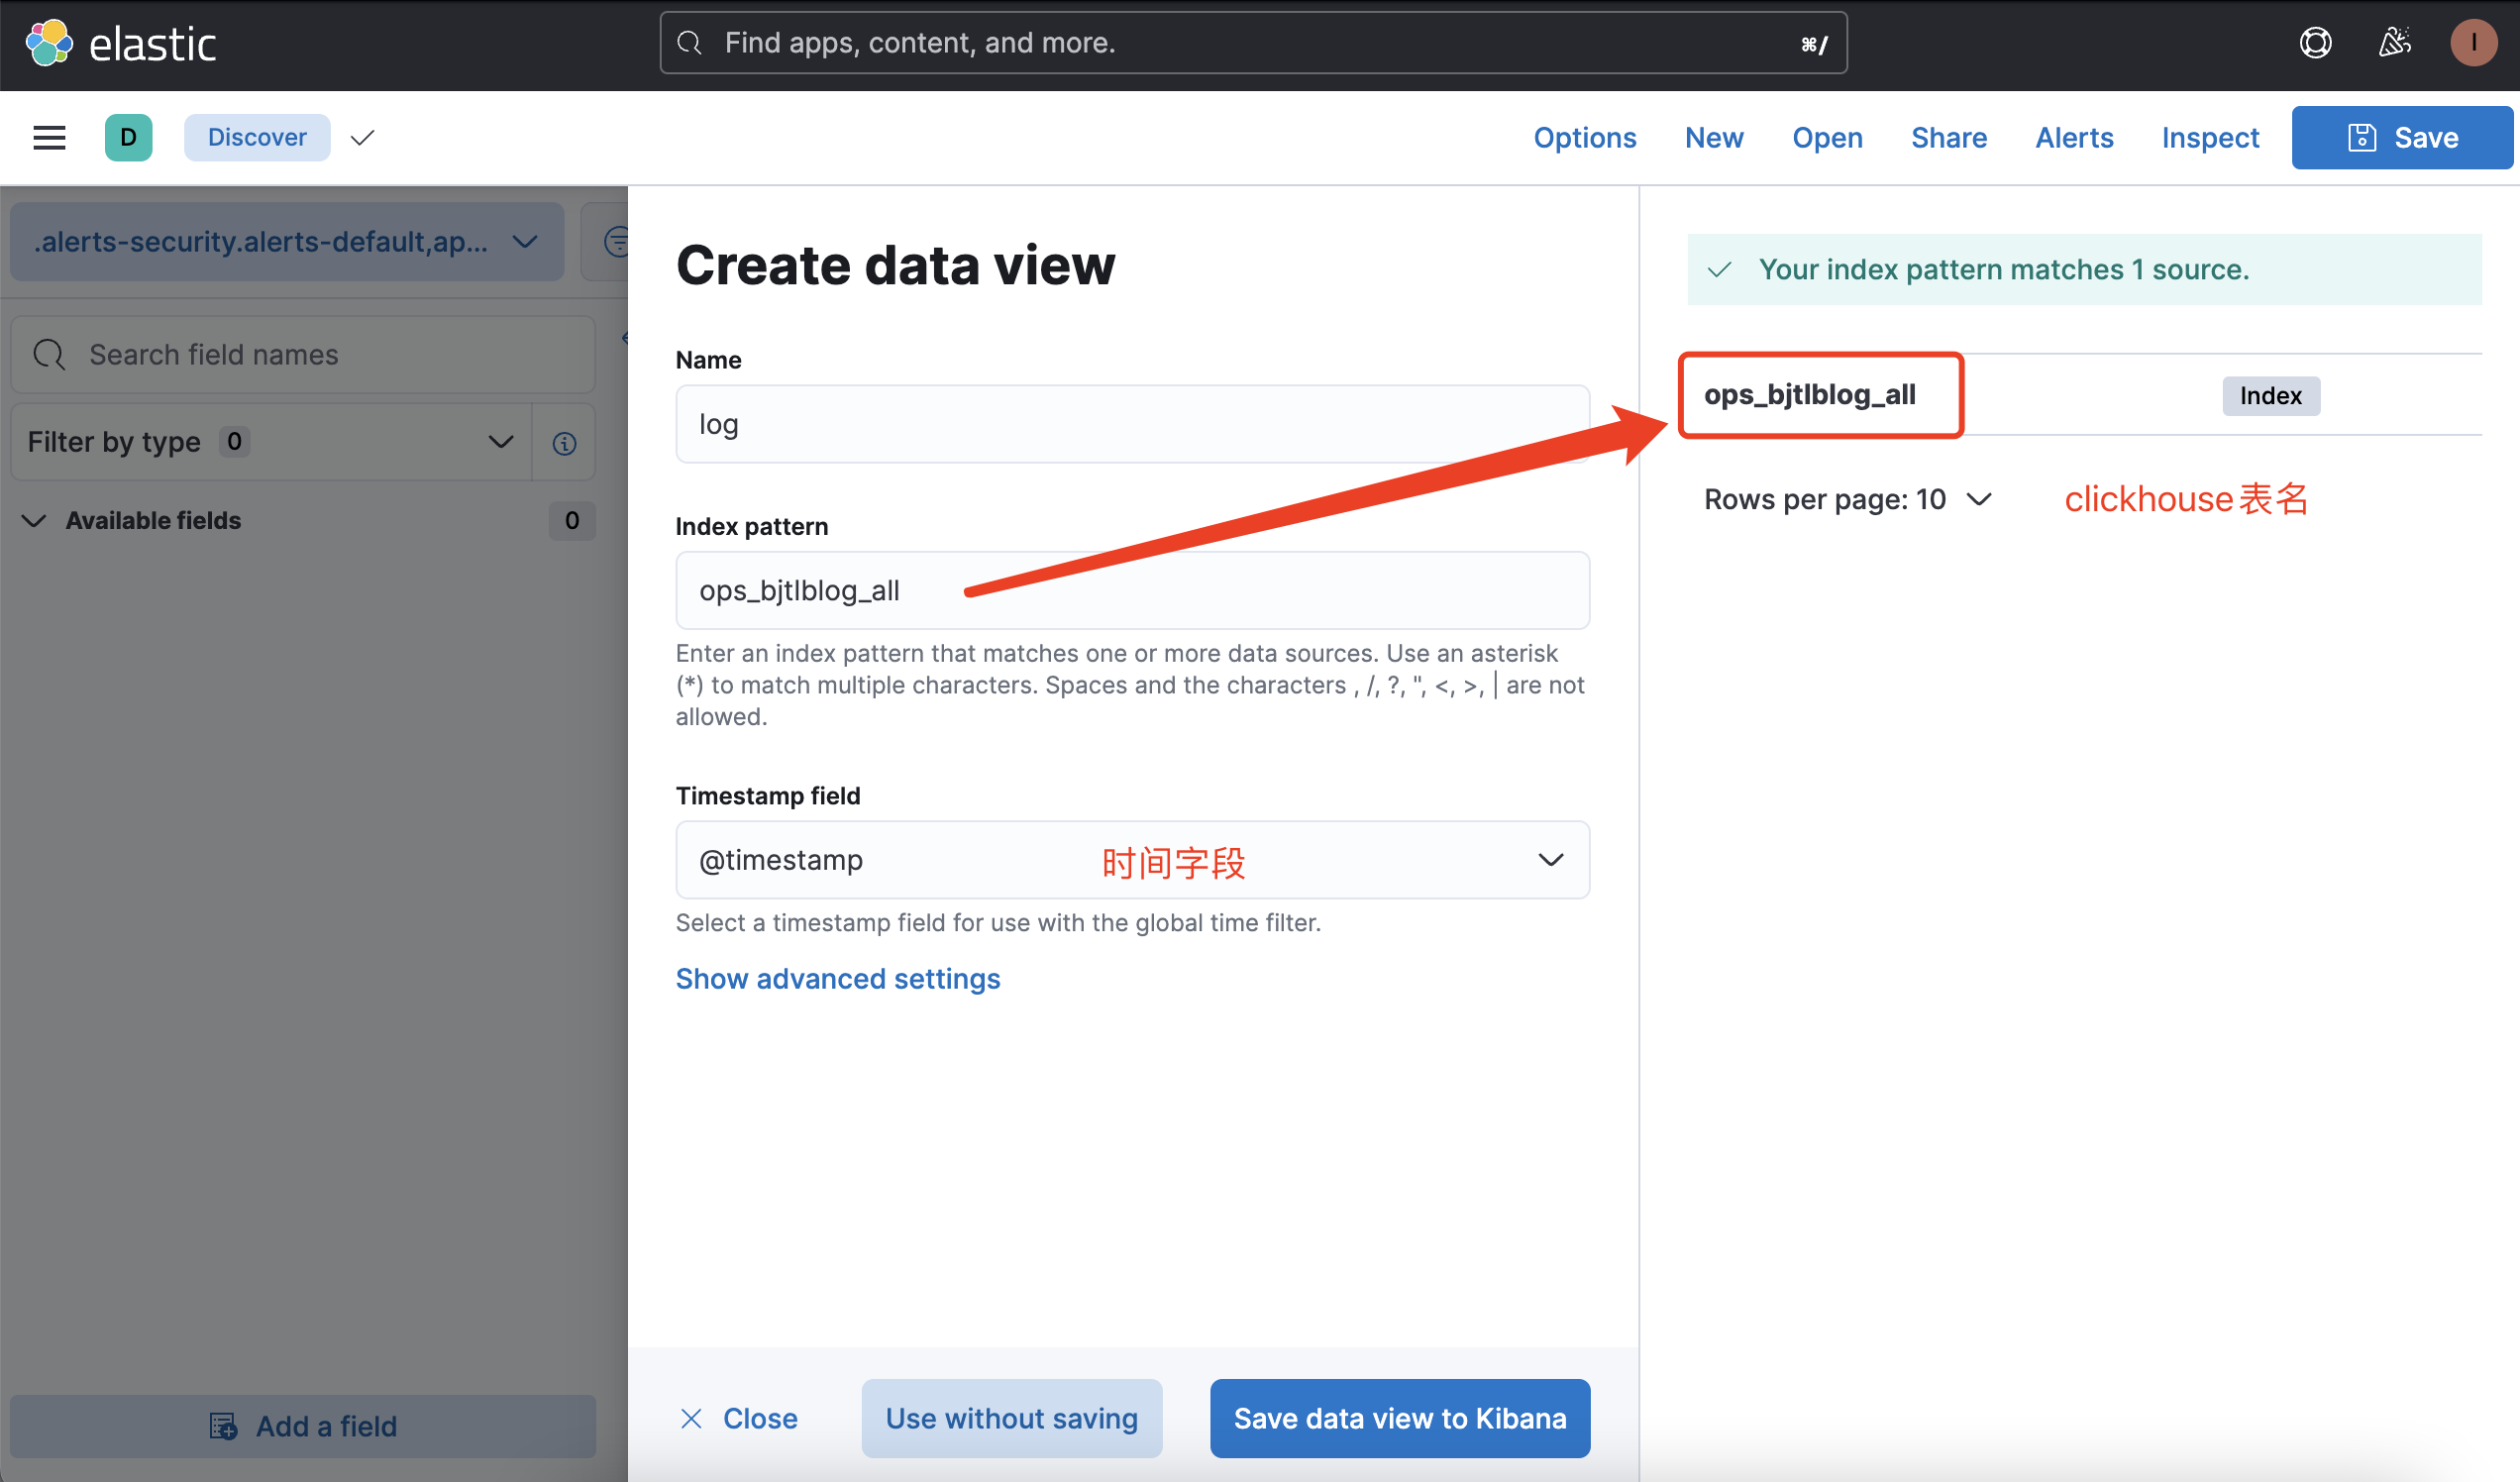 elastic
Find apps, content, and more.
⌘/
I
D
Discover
Options
New
Open
Share
Alerts
Inspect
Save
.alerts-security.alerts-default,ap...
Search field names
Filter by type 0
Available fields 0
Add a field
Create data view
Name
log
Index pattern
ops_bjtlblog_all
Enter an index pattern that matches one or more data sources. Use an asterisk
(*) to match multiple characters. Spaces and the characters , /, ?, ", <, >, | are not
allowed.
Timestamp field
@timestamp
时间字段
Select a timestamp field for use with the global time filter.
Show advanced settings
Close
Use without saving
Save data view to Kibana
Your index pattern matches 1 source.
ops_bjtlblog_all
Index
Rows per page: 10
clickhouse表名